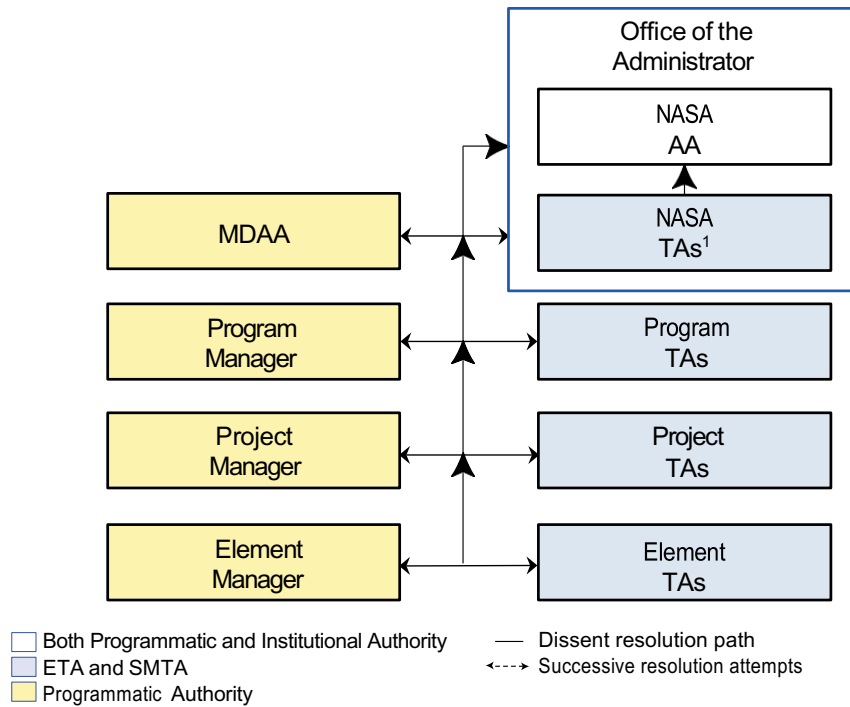 Office of the
Administrator
NASA
AA
MDAA
NASA
TAs¹
Program
Manager
Program
TAs
Project
Manager
Project
TAs
Element
Manager
Element
TAs
Both Programmatic and Institutional Authority
ETA and SMTA
Programmatic Authority
Dissent resolution path
Successive resolution attempts